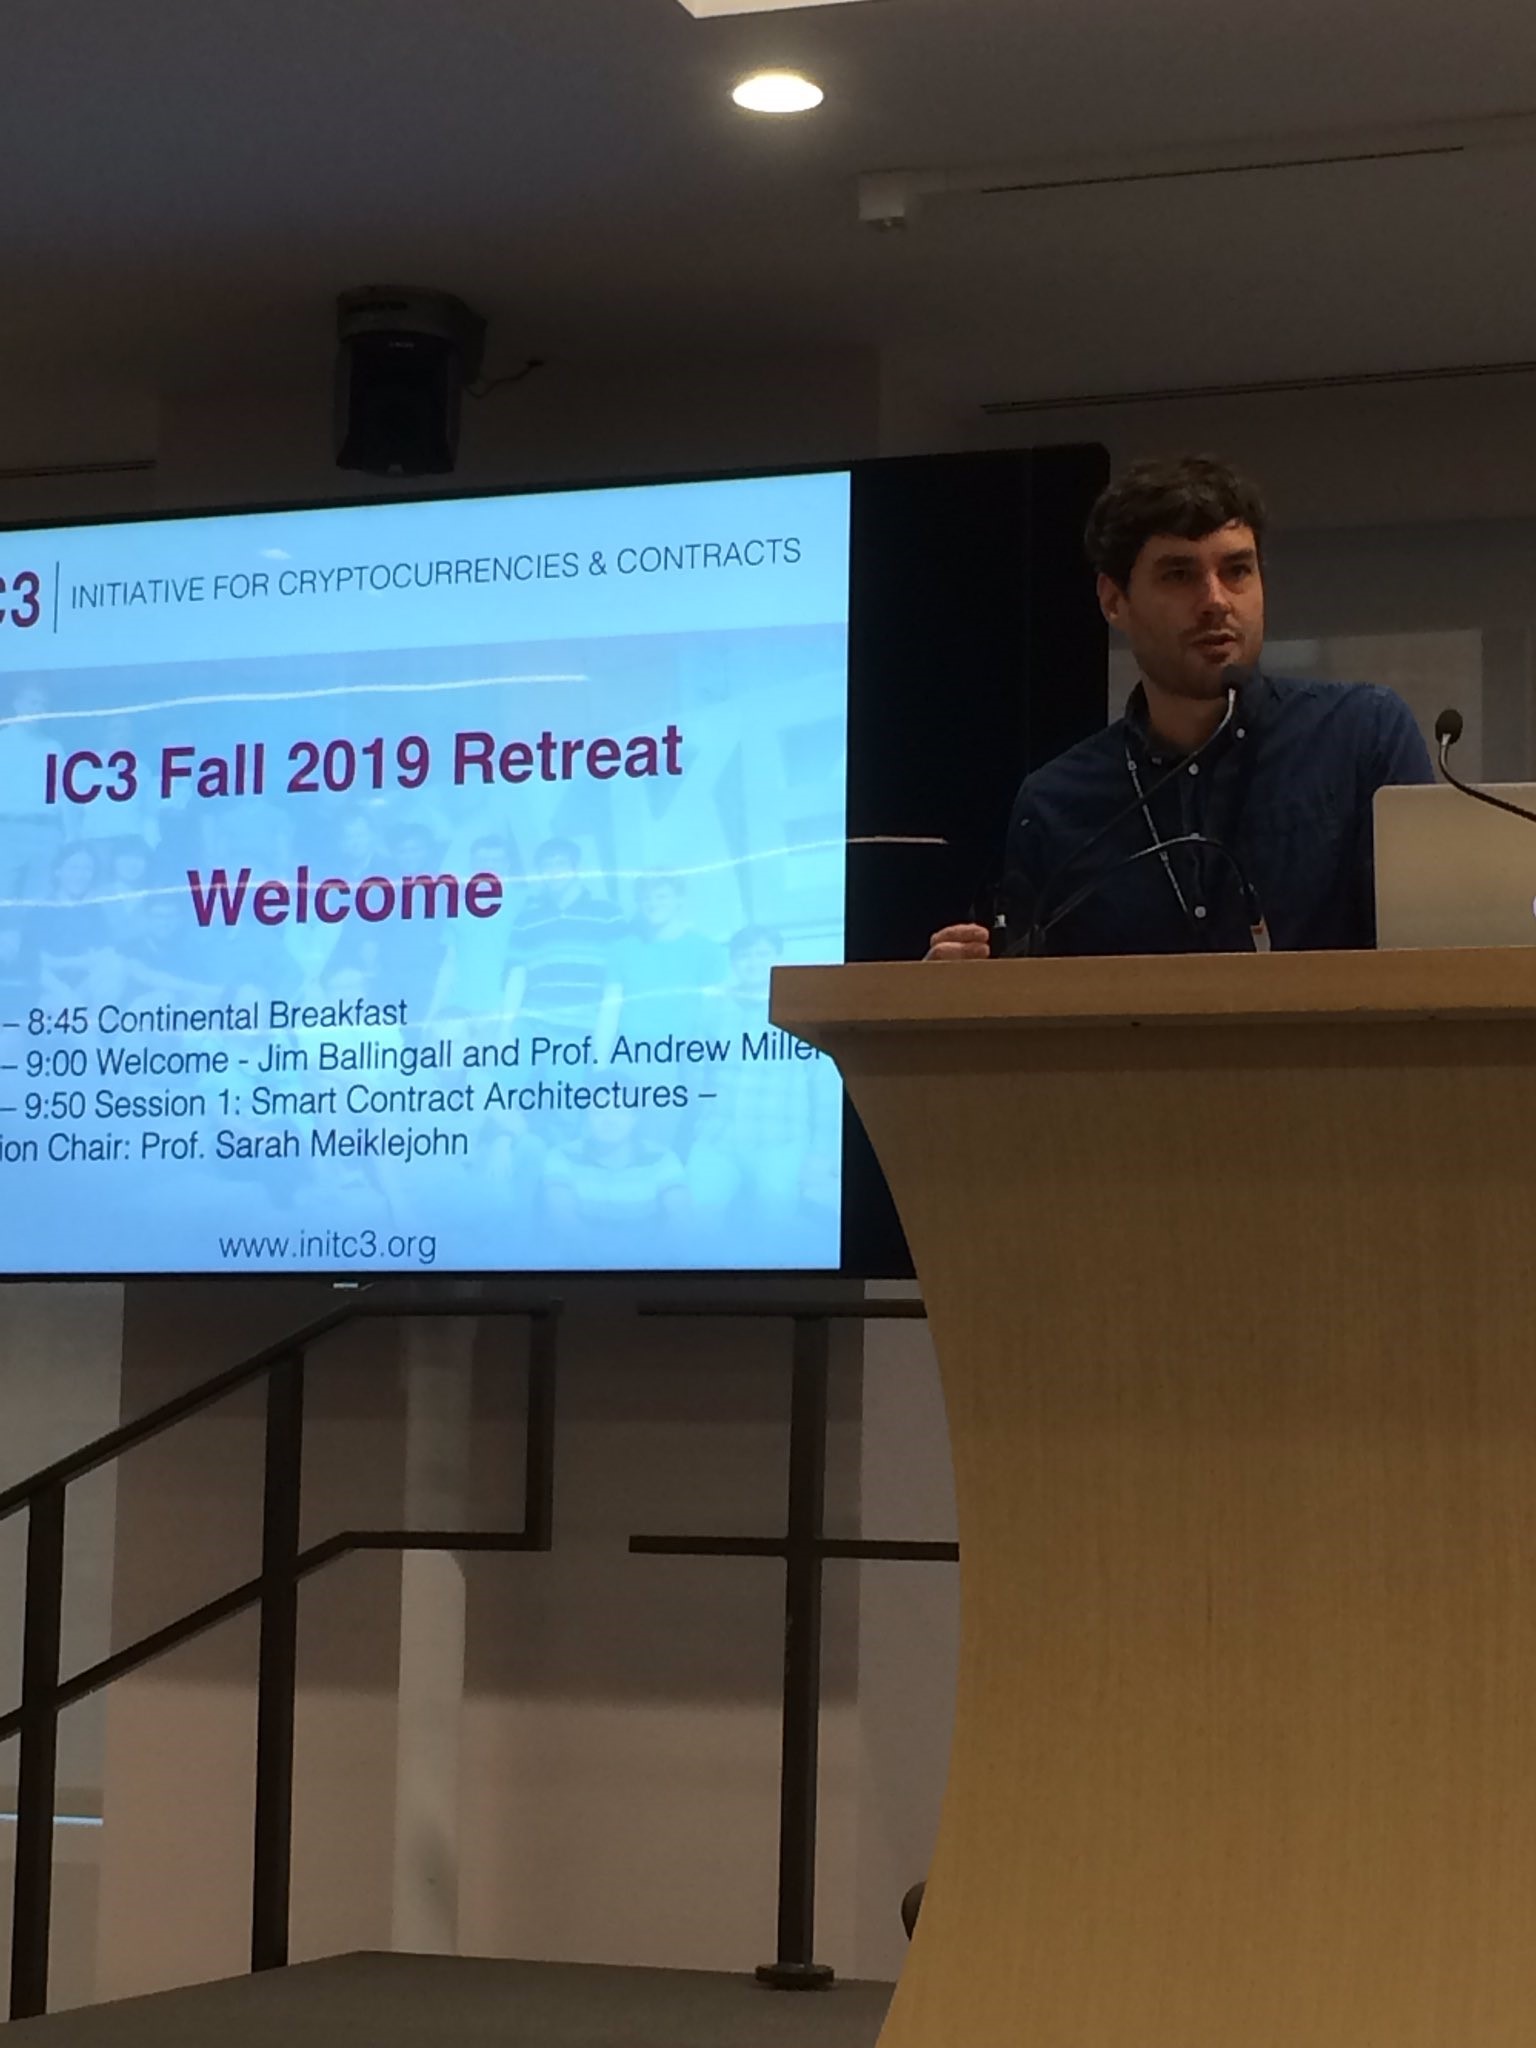 C3 INITIATIVE FOR CRYPTOCURRENCIES & CONTRACTS
IC3 Fall 2019 Retreat
Welcome
– 8:45 Continental Breakfast
– 9:00 Welcome - Jim Ballingall and Prof. Andrew Miller
– 9:50 Session 1: Smart Contract Architectures –
ion Chair: Prof. Sarah Meiklejohn
www.initc3.org